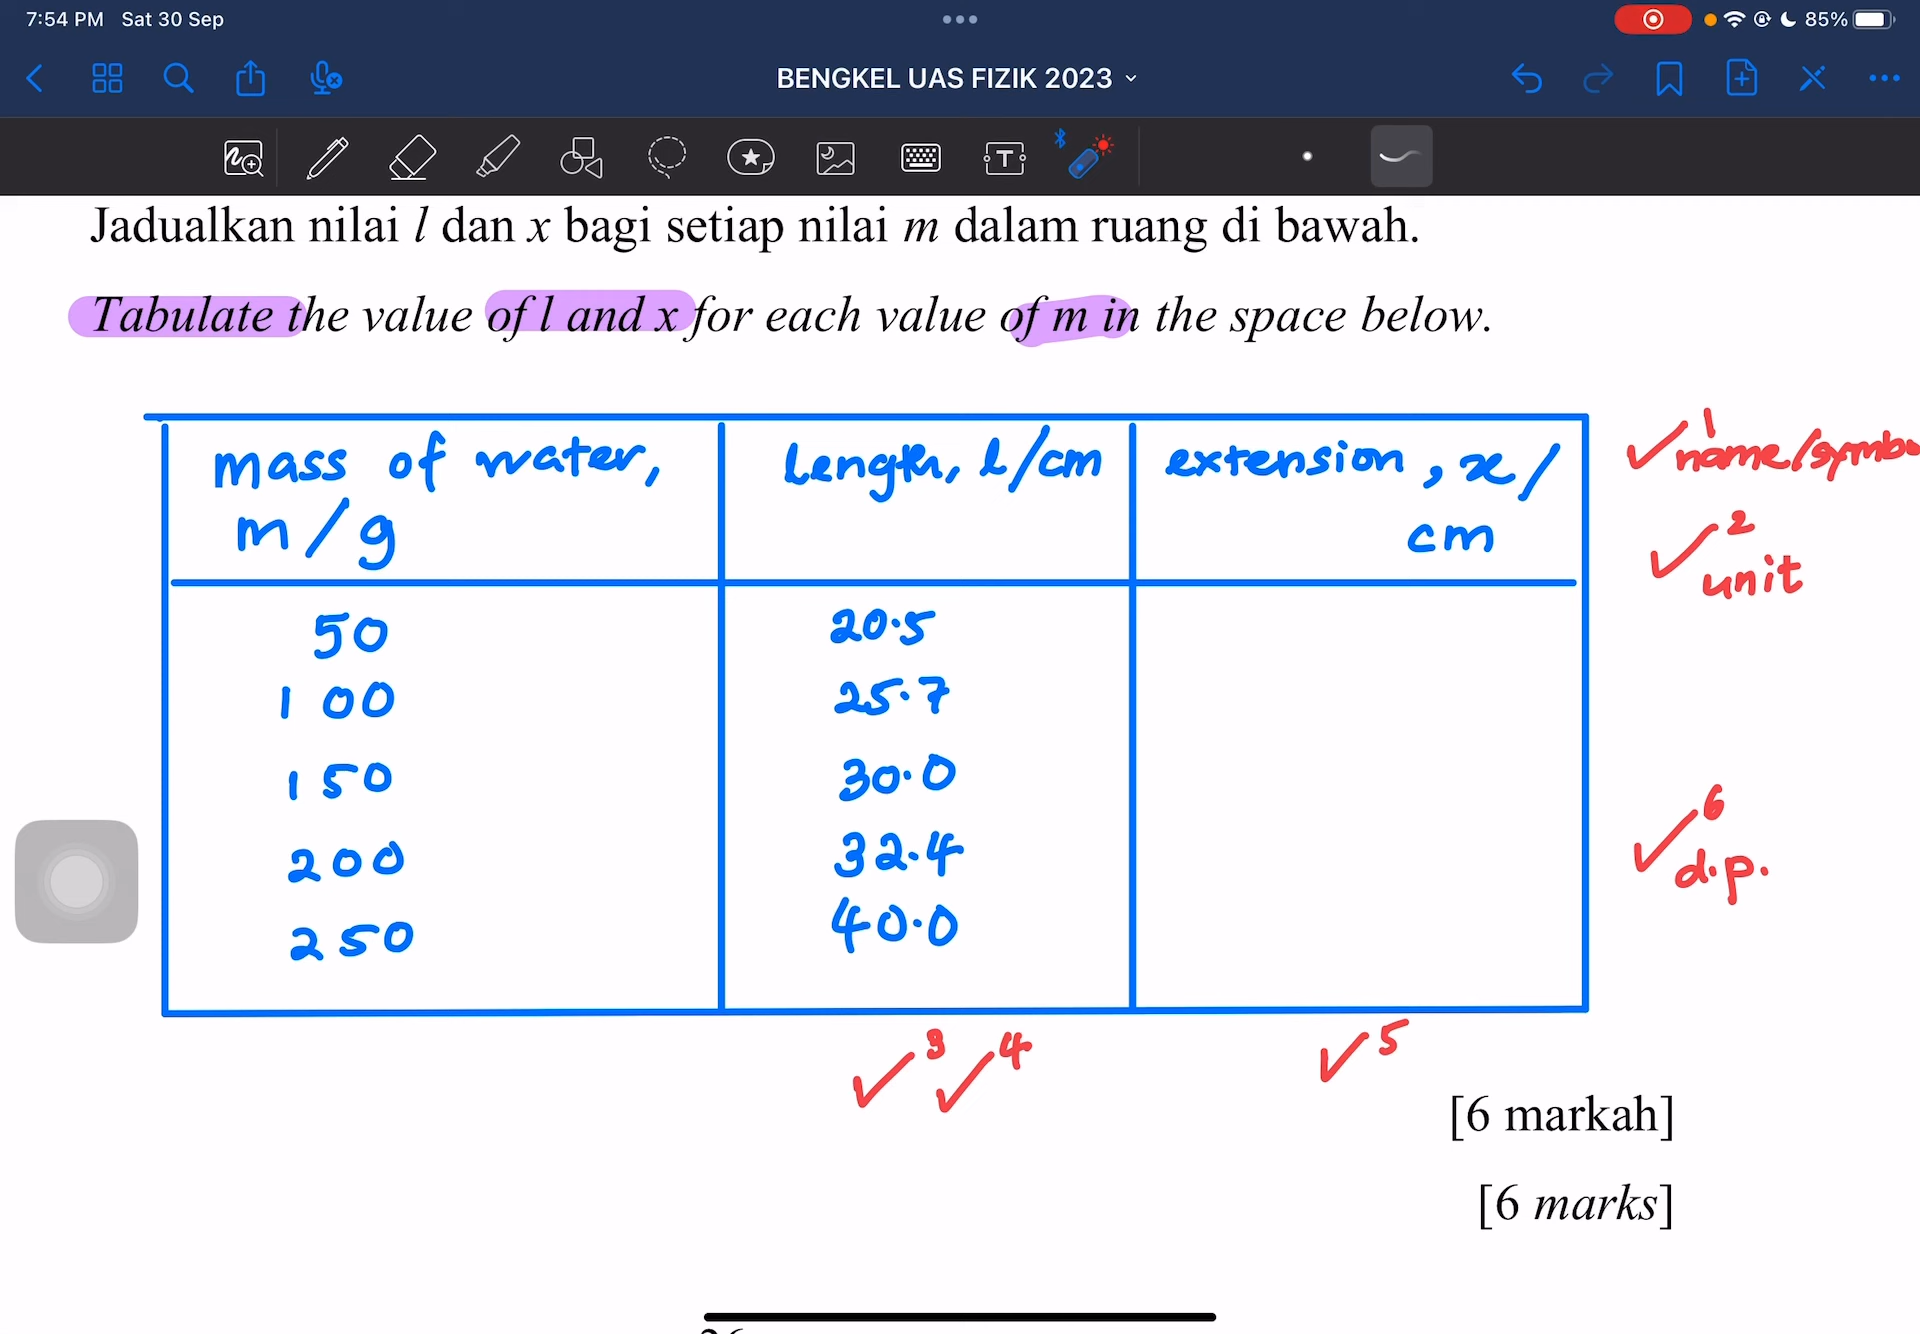 7:54 PM Sat 30 Sep
85%
BENGKEL UAS FIZIK 2023
Jadualkan nilai l dan x bagi setiap nilai m dalam ruang di bawah.
Tabulate the value of l and x for each value of m in the space below.
mass of water, m/g
Length, l/cm
extension, x/cm
1 name/symbo
2 unit
50 20.5
100 25.7
150 30.0
200 32.4
250 40.0
6 d.p.
3 4 5
[6 markah]
[6 marks]